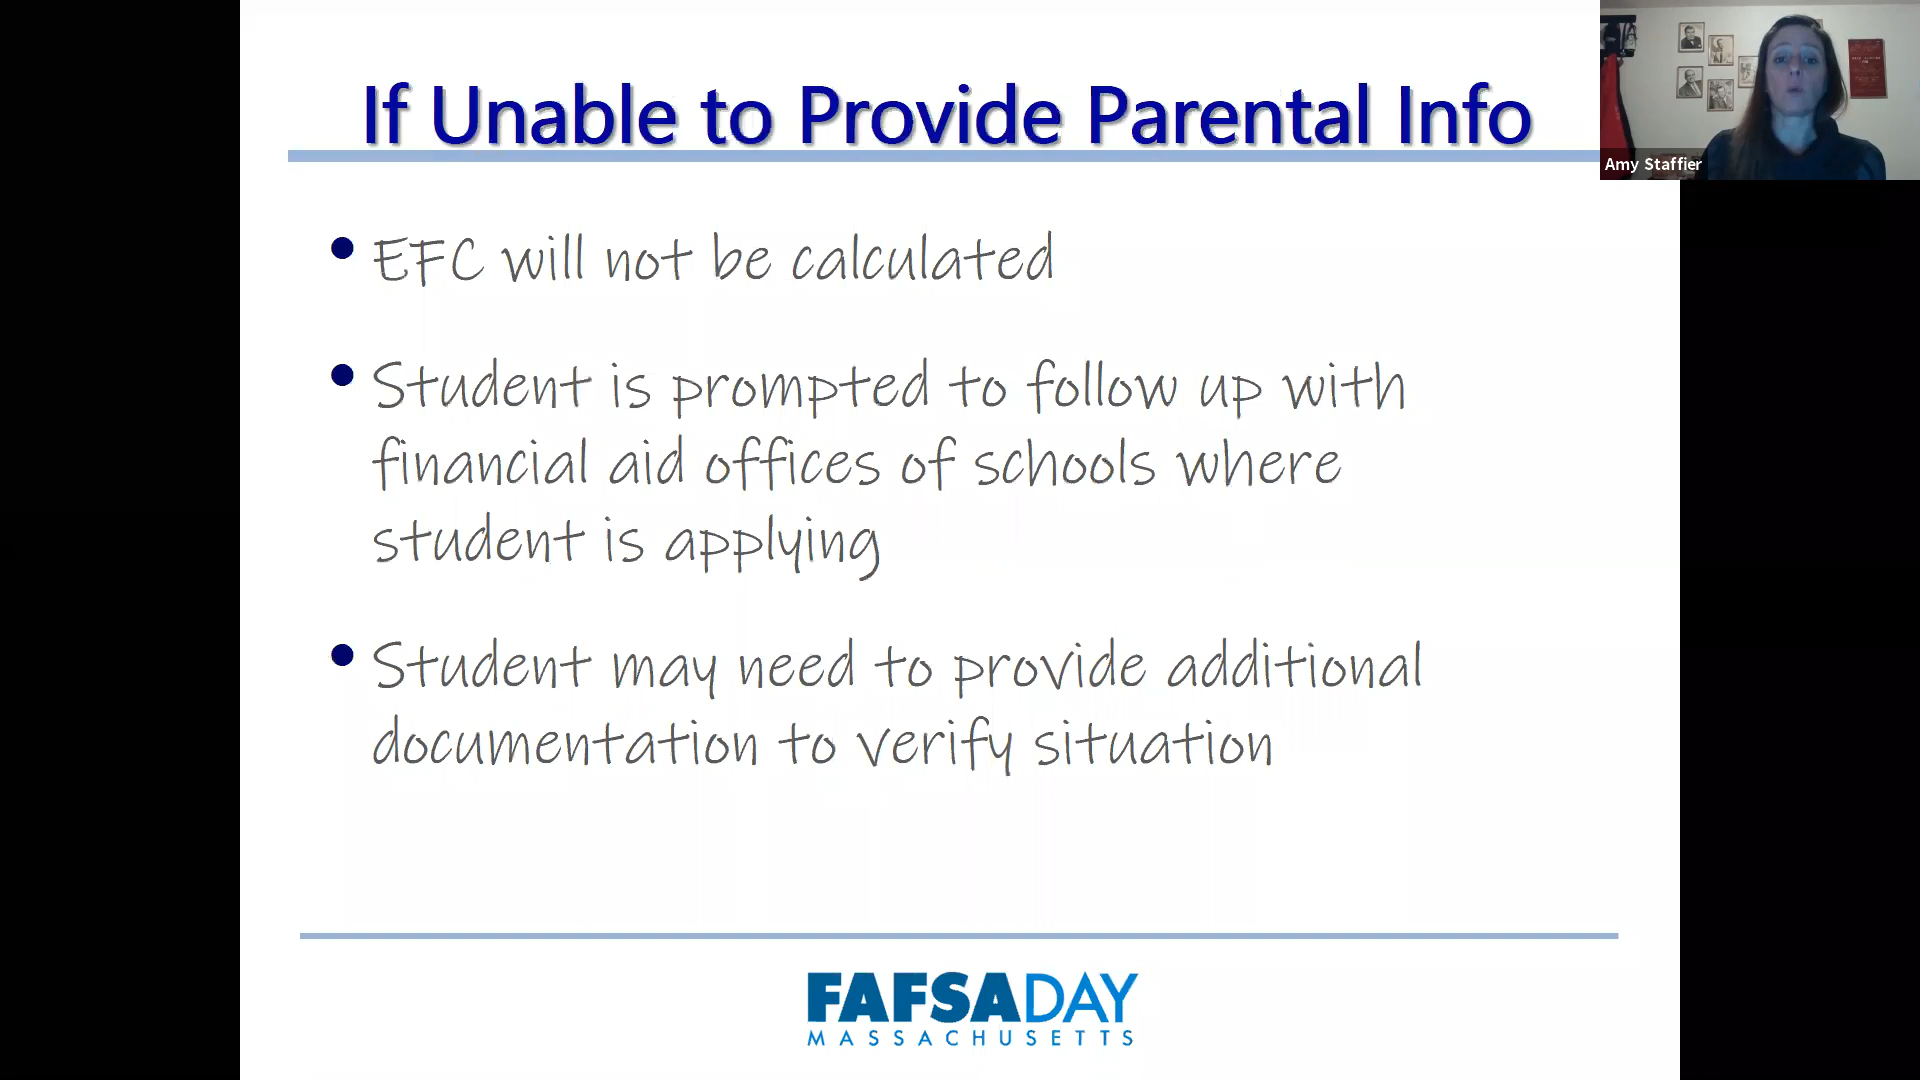 If Unable to Provide Parental Info
Amy Staffier
• EFC will not be calculated
• Student is prompted to follow up with
financial aid offices of schools where
student is applying
• Student may need to provide additional
documentation to verify situation
FAFSADAY
MASSACHUSETTS